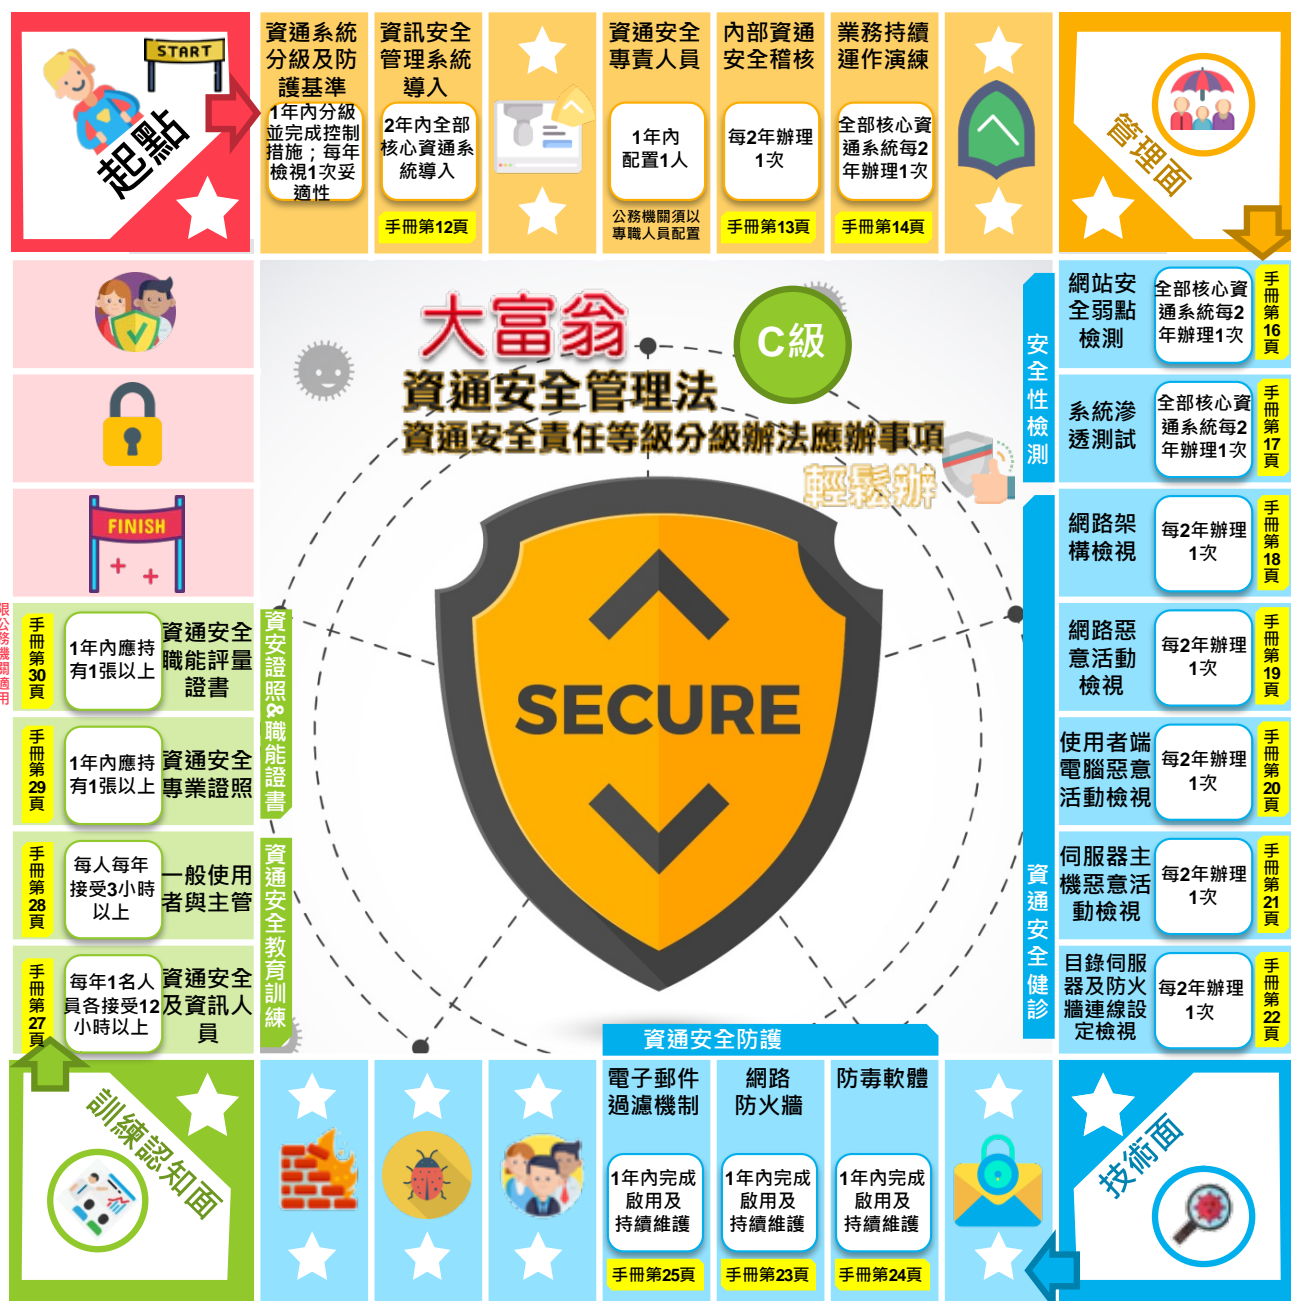 START
起點
資通系統
分級及防
護基準
1年內分級
並完成控制
措施；每年
檢視1次妥
適性
資訊安全
管理系統
導入
2年內全部
核心資通系
統導入
手冊第12頁
資通安全
專責人員
1年內
配置1人
公務機關須以
專職人員配置
內部資通
安全稽核
每2年辦理
1次
手冊第13頁
業務持續
運作演練
全部核心資
通系統每2
年辦理1次
手冊第14頁
管理面
大富翁
C級
資通安全管理法
資通安全責任等級分級辦法應辦事項
輕鬆辦
SECURE
安全性檢測
網站安
全弱點
檢測
全部核心資
通系統每2
年辦理1次
手冊第16頁
系統滲
透測試
全部核心資
通系統每2
年辦理1次
手冊第17頁
資通安全健診
網路架
構檢視
每2年辦理
1次
手冊第18頁
網路惡
意活動
檢視
每2年辦理
1次
手冊第19頁
使用者端
電腦惡意
活動檢視
每2年辦理
1次
手冊第20頁
伺服器主
機惡意活
動檢視
每2年辦理
1次
手冊第21頁
目錄伺服
器及防火
牆連線設
定檢視
每2年辦理
1次
手冊第22頁
技術面
資通安全防護
防毒軟體
1年內完成
啟用及
持續維護
手冊第24頁
網路
防火牆
1年內完成
啟用及
持續維護
手冊第23頁
電子郵件
過濾機制
1年內完成
啟用及
持續維護
手冊第25頁
訓練認知面
資通安全教育訓練
資通安全
及資訊人
員
每年1名人
員各接受12
小時以上
手冊第27頁
一般使用
者與主管
每人每年
接受3小時
以上
手冊第28頁
資安證照&職能證書
資通安全
專業證照
1年內應持
有1張以上
手冊第29頁
資通安全
職能評量
證書
1年內應持
有1張以上
手冊第30頁
限公務機關適用
FINISH